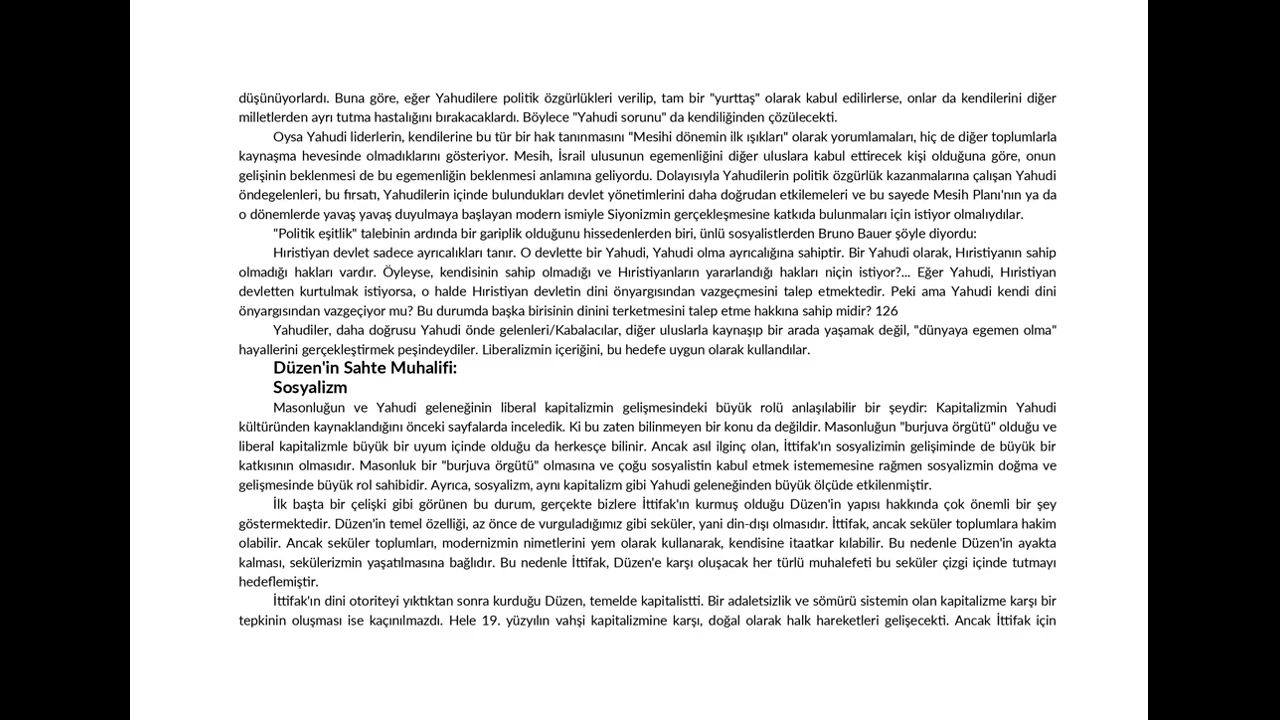 düşünüyorlardı. Buna göre, eğer Yahudilere politik özgürlükleri verilip, tam bir "yurttaş" olarak kabul edilirlerse, onlar da kendilerini diğer
milletlerden ayrı tutma hastalığını bırakacaklardı. Böylece "Yahudi sorunu" da kendiliğinden çözülecekti.
Oysa Yahudi liderlerin, kendilerine bu tür bir hak tanınmasını "Mesihi dönemin ilk ışıkları" olarak yorumlamaları, hiç de diğer toplumlarla
kaynaşma hevesinde olmadıklarını gösteriyor. Mesih, İsrail ulusunun egemenliğini diğer uluslara kabul ettirecek kişi olduğuna göre, onun
gelişinin beklenmesi de bu egemenliğin beklenmesi anlamına geliyordu. Dolayısıyla Yahudilerin politik özgürlük kazanmalarına çalışan Yahudi
öndegelenleri, bu fırsatı, Yahudilerin içinde bulundukları devlet yönetimlerini daha doğrudan etkilemeleri ve bu sayede Mesih Planı'nın ya da
o dönemlerde yavaş yavaş duyulmaya başlayan modern ismiyle Siyonizmin gerçekleşmesine katkıda bulunmaları için istiyor olmalıydılar.
"Politik eşitlik" talebinin ardında bir gariplik olduğunu hissedenlerden biri, ünlü sosyalistlerden Bruno Bauer şöyle diyordu:
Hıristiyan devlet sadece ayrıcalıkları tanır. O devlette bir Yahudi, Yahudi olma ayrıcalığına sahiptir. Bir Yahudi olarak, Hıristiyanın sahip
olmadığı hakları vardır. Öyleyse, kendisinin sahip olmadığı ve Hıristiyanların yararlandığı hakları niçin istiyor?... Eğer Yahudi, Hıristiyan
devletten kurtulmak istiyorsa, o halde Hıristiyan devletin dini önyargısından vazgeçmesini talep etmektedir. Peki ama Yahudi kendi dini
önyargısından vazgeçiyor mu? Bu durumda başka birisinin dinini terketmesini talep etme hakkına sahip midir? 126
Yahudiler, daha doğrusu Yahudi önde gelenleri/Kabalacılar, diğer uluslarla kaynaşıp bir arada yaşamak değil, "dünyaya egemen olma"
hayallerini gerçekleştirmek peşindeydiler. Liberalizmin içeriğini, bu hedefe uygun olarak kullandılar.
Düzen'in Sahte Muhalifi:
Sosyalizm
Masonluğun ve Yahudi geleneğinin liberal kapitalizmin gelişmesindeki büyük rolü anlaşılabilir bir şeydir: Kapitalizmin Yahudi
kültüründen kaynaklandığını önceki sayfalarda inceledik. Ki bu zaten bilinmeyen bir konu da değildir. Masonluğun "burjuva örgütü" olduğu ve
liberal kapitalizmle büyük bir uyum içinde olduğu da herkesçe bilinir. Ancak asıl ilginç olan, İttifak'ın sosyalizimin gelişiminde de büyük bir
katkısının olmasıdır. Masonluk bir "burjuva örgütü" olmasına ve çoğu sosyalistin kabul etmek istememesine rağmen sosyalizmin doğma ve
gelişmesinde büyük rol sahibidir. Ayrıca, sosyalizm, aynı kapitalizm gibi Yahudi geleneğinden büyük ölçüde etkilenmiştir.
İlk başta bir çelişki gibi görünen bu durum, gerçekte bizlere İttifak'ın kurmuş olduğu Düzen'in yapısı hakkında çok önemli bir şey
göstermektedir. Düzen'in temel özelliği, az önce de vurguladığımız gibi seküler, yani din-dışı olmasıdır. İttifak, ancak seküler toplumlara hakim
olabilir. Ancak seküler toplumları, modernizmin nimetlerini yem olarak kullanarak, kendisine itaatkar kılabilir. Bu nedenle Düzen'in ayakta
kalması, sekülerizmin yaşatılmasına bağlıdır. Bu nedenle İttifak, Düzen'e karşı oluşacak her türlü muhalefeti bu seküler çizgi içinde tutmayı
hedeflemiştir.
İttifak'ın dini otoriteyi yıktıktan sonra kurduğu Düzen, temelde kapitalistti. Bir adaletsizlik ve sömürü sistemin olan kapitalizme karşı bir
tepkinin oluşması ise kaçınılmazdı. Hele 19. yüzyılın vahşi kapitalizmine karşı, doğal olarak halk hareketleri gelişecekti. Ancak İttifak için